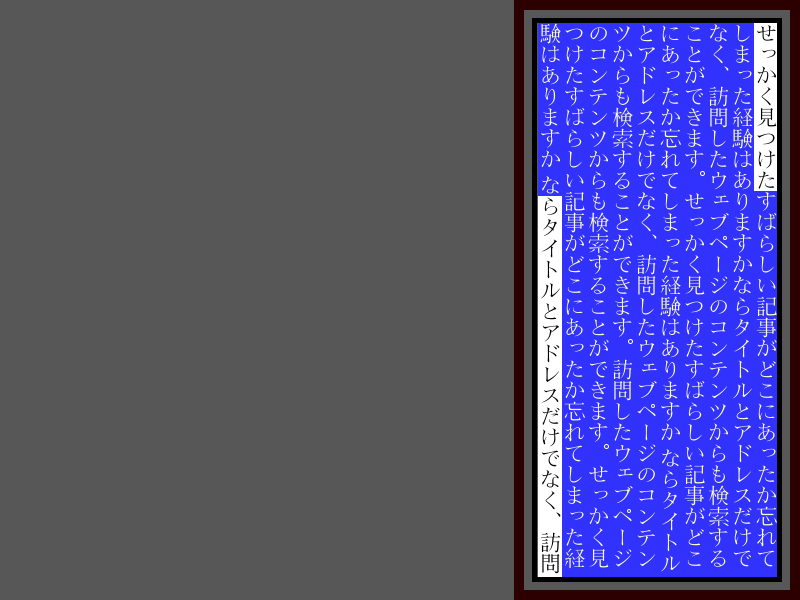 せっかく見つけたすばらしい記事がどこにあったか忘れて
しまった経験はありますかならタイトルとアドレスだけで
なく、訪問したウェブページのコンテンツからも検索する
ことができます。せっかく見つけたすばらしい記事がどこ
にあったか忘れてしまった経験はありますか ならタイトル
とアドレスだけでなく、訪問したウェブページのコンテン
ツからも検索することができます。訪問したウェブページ
のコンテンツからも検索することができます。せっかく見
つけたすばらしい記事がどこにあったか忘れてしまった経
験はありますか ならタイトルとアドレスだけでなく、 訪問